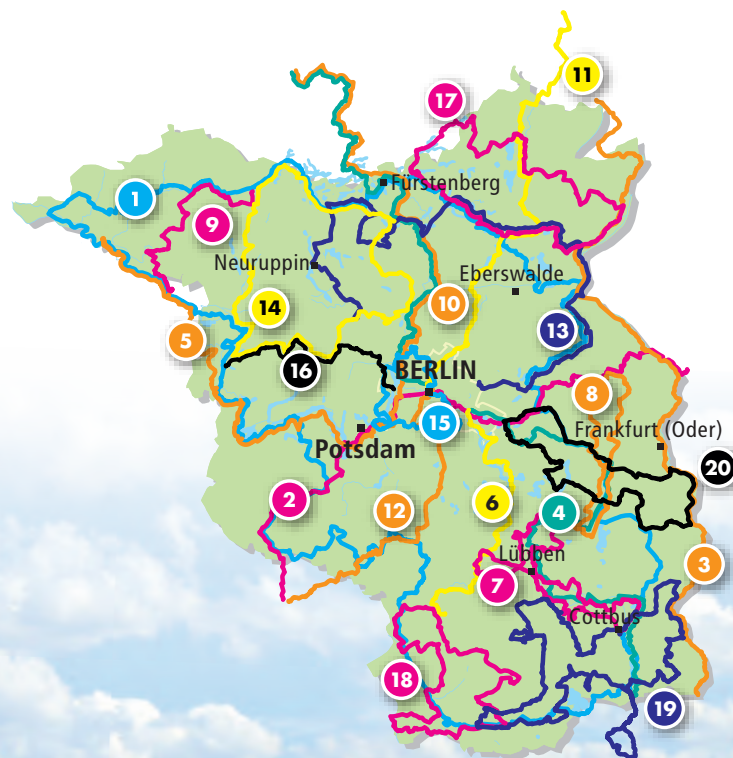 11
17
Fürstenberg
1
9
Neuruppin
Eberswalde
14
10
13
5
16
BERLIN
8
15
Frankfurt (Oder)
Potsdam
20
2
12
6
4
Lübben
3
7
Cottbus
18
19